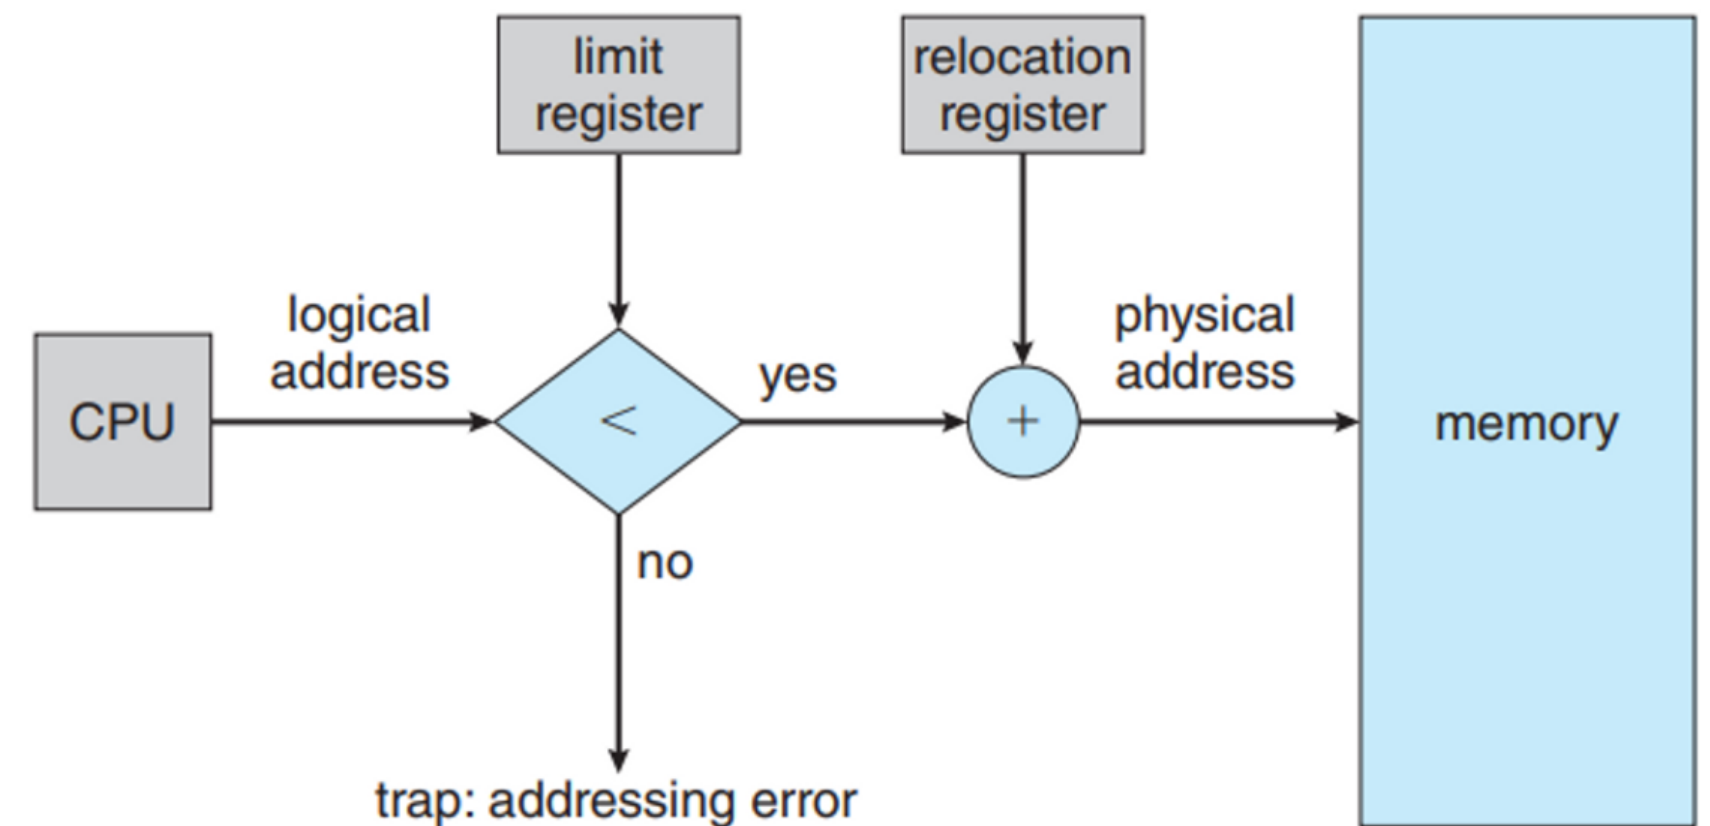 limit
register
relocation
register
logical
address
physical
address
CPU
<
yes
+
memory
no
trap: addressing error